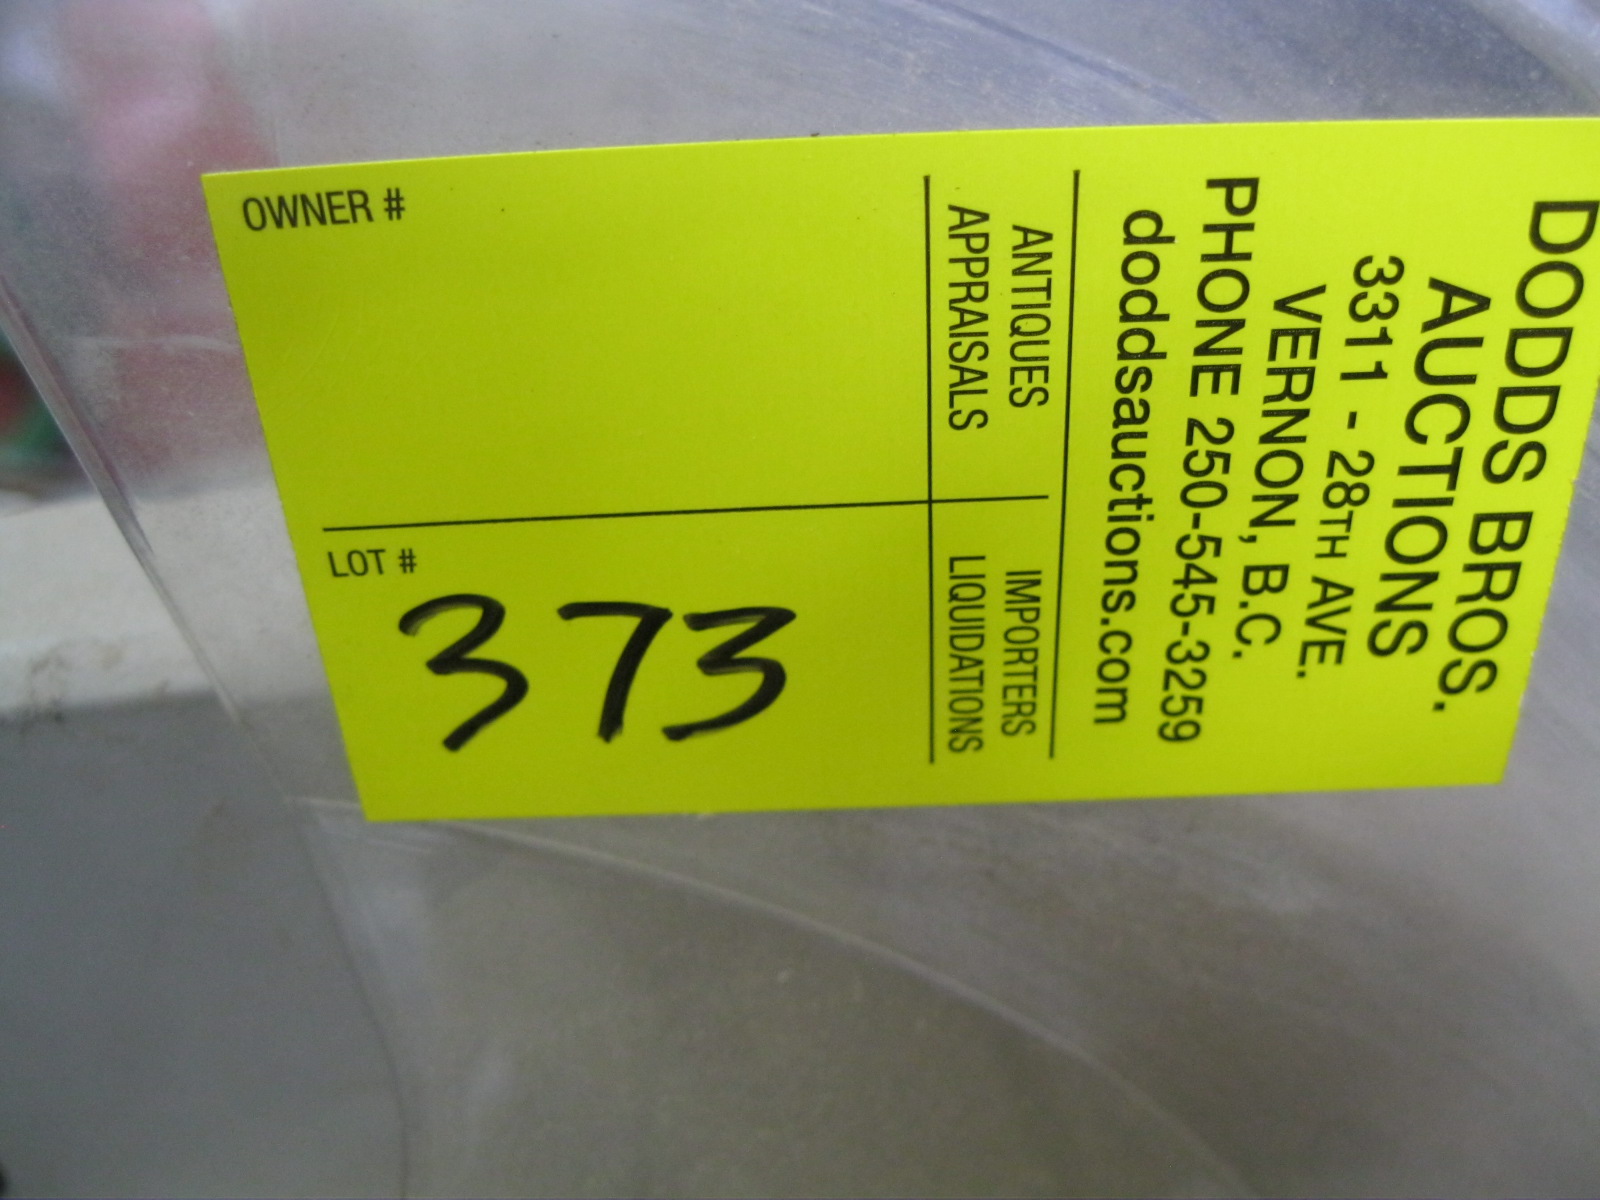 DODDS BROS.
AUCTIONS
3311 - 28TH AVE.
VERNON, B.C.
PHONE 250-545-3259
doddsauctions.com
ANTIQUES
APPRAISALS
IMPORTERS
LIQUIDATIONS
OWNER #
LOT #
373